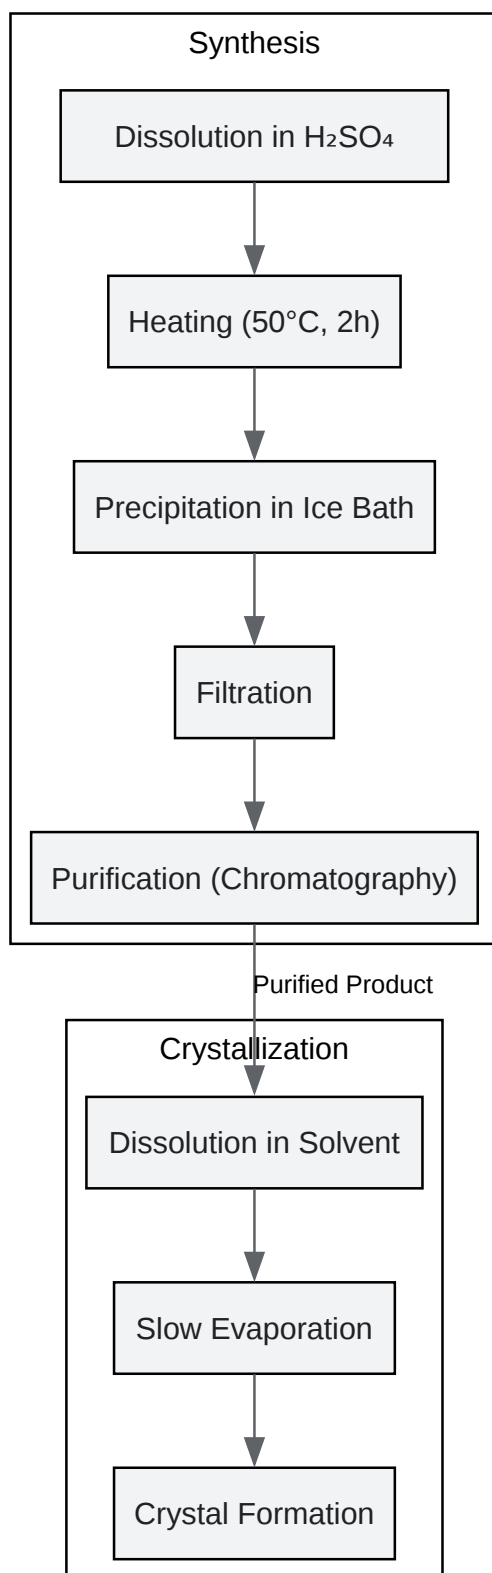 Synthesis
Dissolution in H₂SO₄
Heating (50°C, 2h)
Precipitation in Ice Bath
Filtration
Purification (Chromatography)
Purified Product
Crystallization
Dissolution in Solvent
Slow Evaporation
Crystal Formation